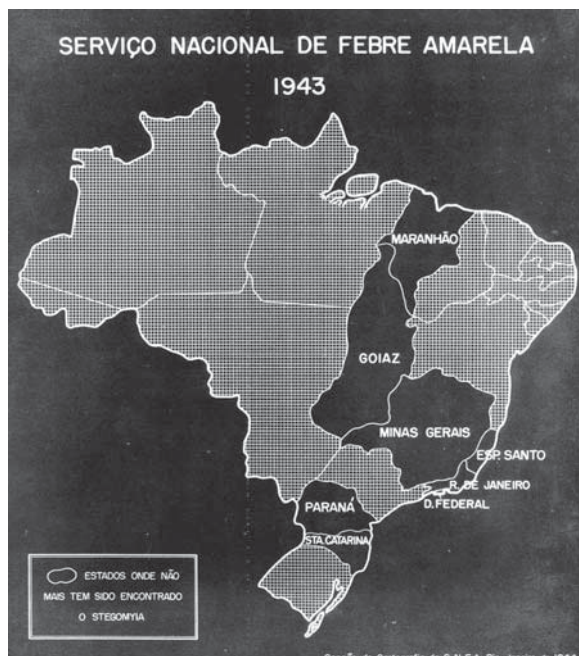 SERVIÇO NACIONAL DE FEBRE AMARELA
1943
MARANHÃO
GOIAZ
MINAS GERAIS
ESP. SANTO
R. DE JANEIRO
D. FEDERAL
PARANÁ
STA. CATARINA
ESTADOS ONDE NÃO
MAIS TEM SIDO ENCONTRADO
O STEGOMYIA